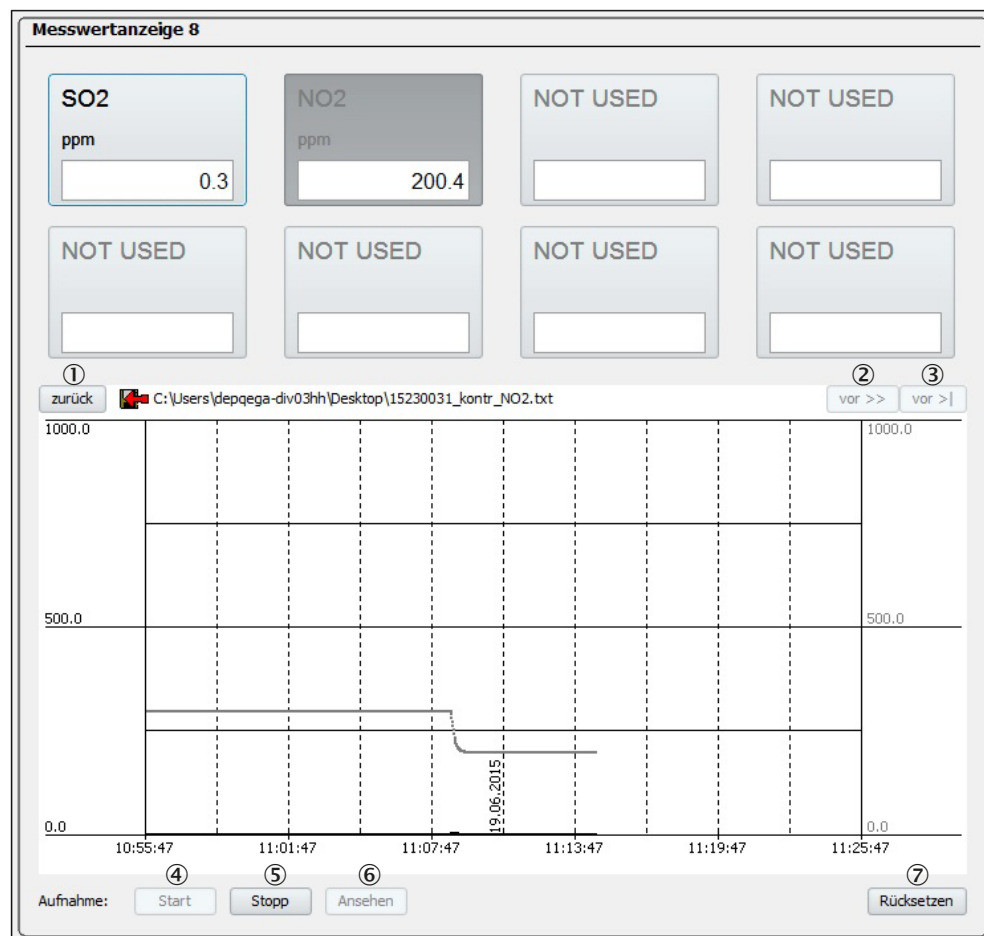 Messwertanzeige 8
SO2 NO2 NOT USED NOT USED
ppm ppm
0.3 200.4
NOT USED NOT USED NOT USED NOT USED
① ② ③
zurück C:\Users\depqega-div03hh\Desktop\15230031_kontr_NO2.txt vor >> vor >|
1000.0 1000.0
500.0 500.0
19.06.2015
0.0 0.0
10:55:47 11:01:47 11:07:47 11:13:47 11:19:47 11:25:47
④ ⑤ ⑥ ⑦
Aufnahme: Start Stopp Ansehen Rücksetzen